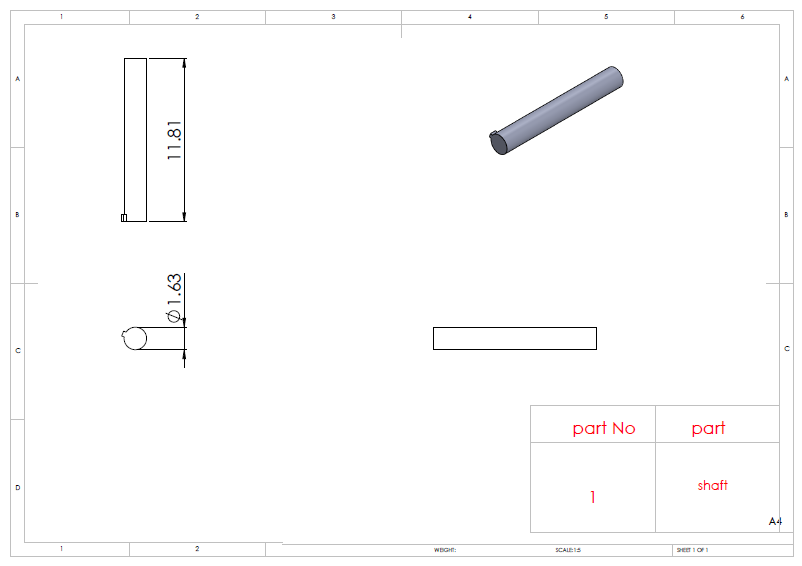 1 2 3 4 5 6
A A
11.81
B B
⌀1.63
C C
part No part
1 shaft
D
A4
1 2
WEIGHT: SCALE:1:5 SHEET 1 OF 1